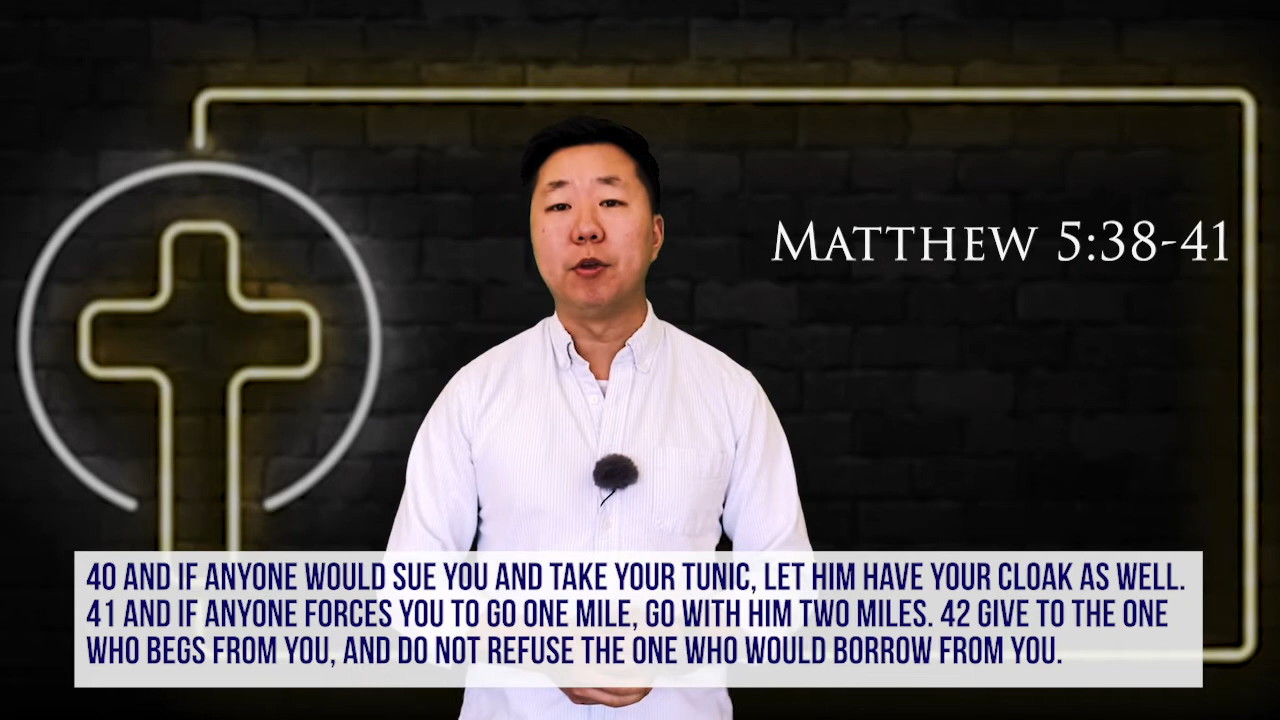 MATTHEW 5:38-41
40 AND IF ANYONE WOULD SUE YOU AND TAKE YOUR TUNIC, LET HIM HAVE YOUR CLOAK AS WELL.
41 AND IF ANYONE FORCES YOU TO GO ONE MILE, GO WITH HIM TWO MILES. 42 GIVE TO THE ONE
WHO BEGS FROM YOU, AND DO NOT REFUSE THE ONE WHO WOULD BORROW FROM YOU.